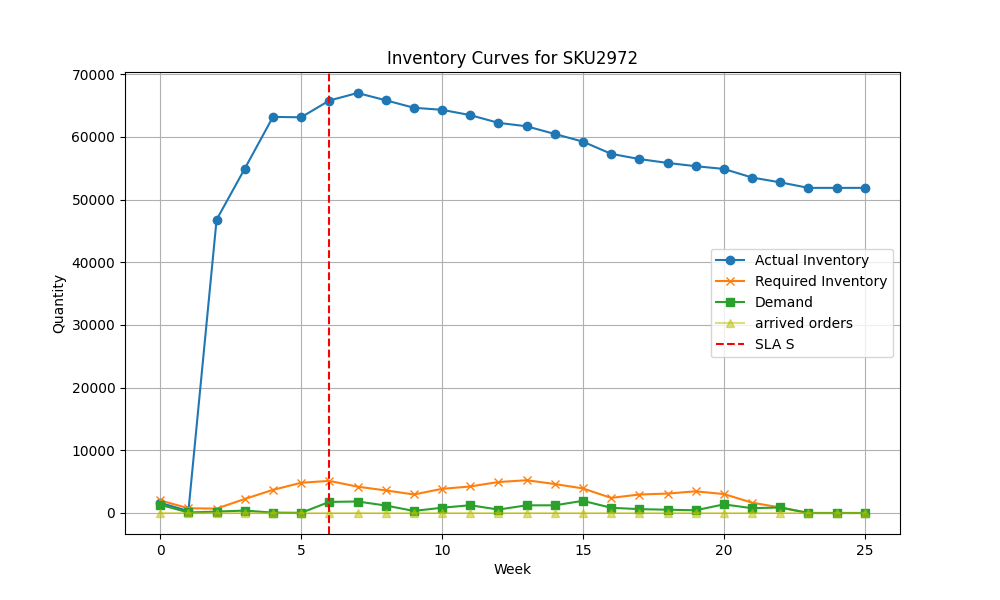 Inventory Curves for SKU2972
70000
60000
50000
40000
30000
20000
10000
0
Quantity
Actual Inventory
Required Inventory
Demand
arrived orders
SLA S
0 5 10 15 20 25
Week